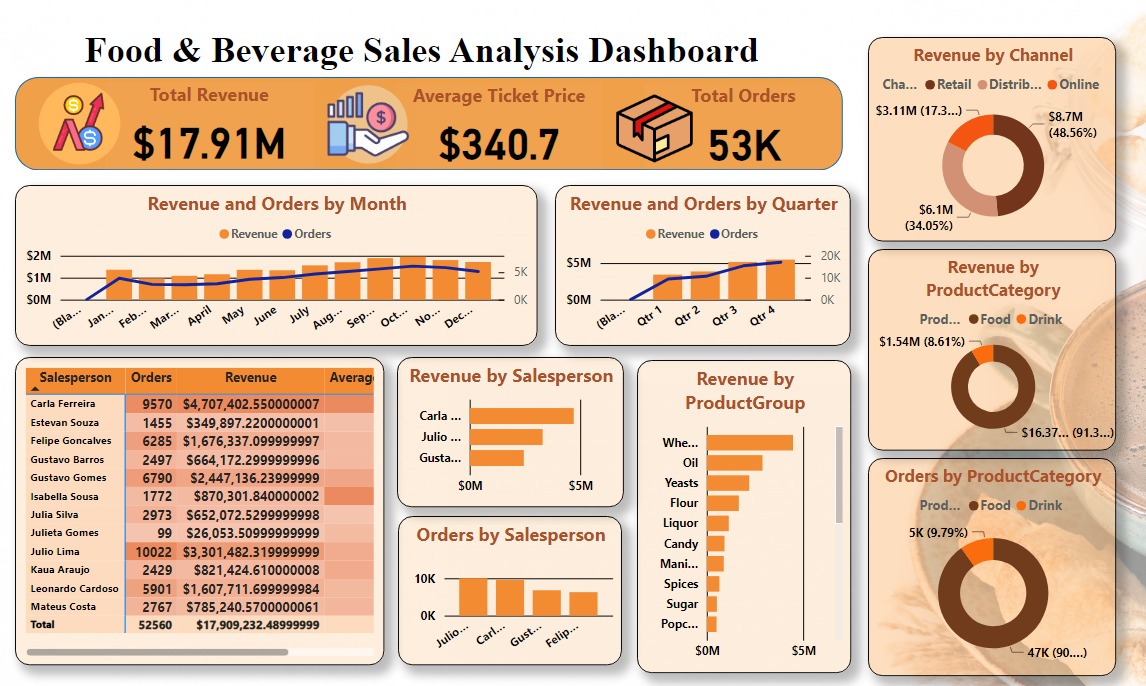 Food & Beverage Sales Analysis Dashboard
Total Revenue
$17.91M
Average Ticket Price
$340.7
Total Orders
53K
Revenue and Orders by Month
Revenue Orders
$2M
$1M
$0M
5K
0K
(Bla... Jan... Feb... Mar... April May June July Aug... Sep... Oct... No... Dec...
Revenue and Orders by Quarter
Revenue Orders
$5M
$0M
20K
10K
0K
(Bla... Qtr 1 Qtr 2 Qtr 3 Qtr 4
Salesperson Orders Revenue Averag
Carla Ferreira 9570 $4,707,402.550000007
Estevan Souza 1455 $349,897.2200000001
Felipe Goncalves 6285 $1,676,337.099999997
Gustavo Barros 2497 $664,172.2999999996
Gustavo Gomes 6790 $2,447,136.23999999
Isabella Sousa 1772 $870,301.840000002
Julia Silva 2973 $652,072.5299999998
Julieta Gomes 99 $26,053.50999999999
Julio Lima 10022 $3,301,482.319999999
Kaua Araujo 2429 $821,424.610000008
Leonardo Cardoso 5901 $1,607,711.699999984
Mateus Costa 2767 $785,240.5700000061
Total 52560 $17,909,232.48999999
Revenue by Salesperson
Carla ...
Julio ...
Gusta...
$0M $5M
Orders by Salesperson
10K
0K
Julio... Carl... Gust... Felip...
Revenue by
ProductGroup
Whe...
Oil
Yeasts
Flour
Liquor
Candy
Mani...
Spices
Sugar
Popc...
$0M $5M
Revenue by Channel
Cha... Retail Distrib... Online
$3.11M (17.3...)
$8.7M
(48.56%)
$6.1M
(34.05%)
Revenue by
ProductCategory
Prod... Food Drink
$1.54M (8.61%)
$16.37... (91.3...)
Orders by ProductCategory
Prod... Food Drink
5K (9.79%)
47K (90....)